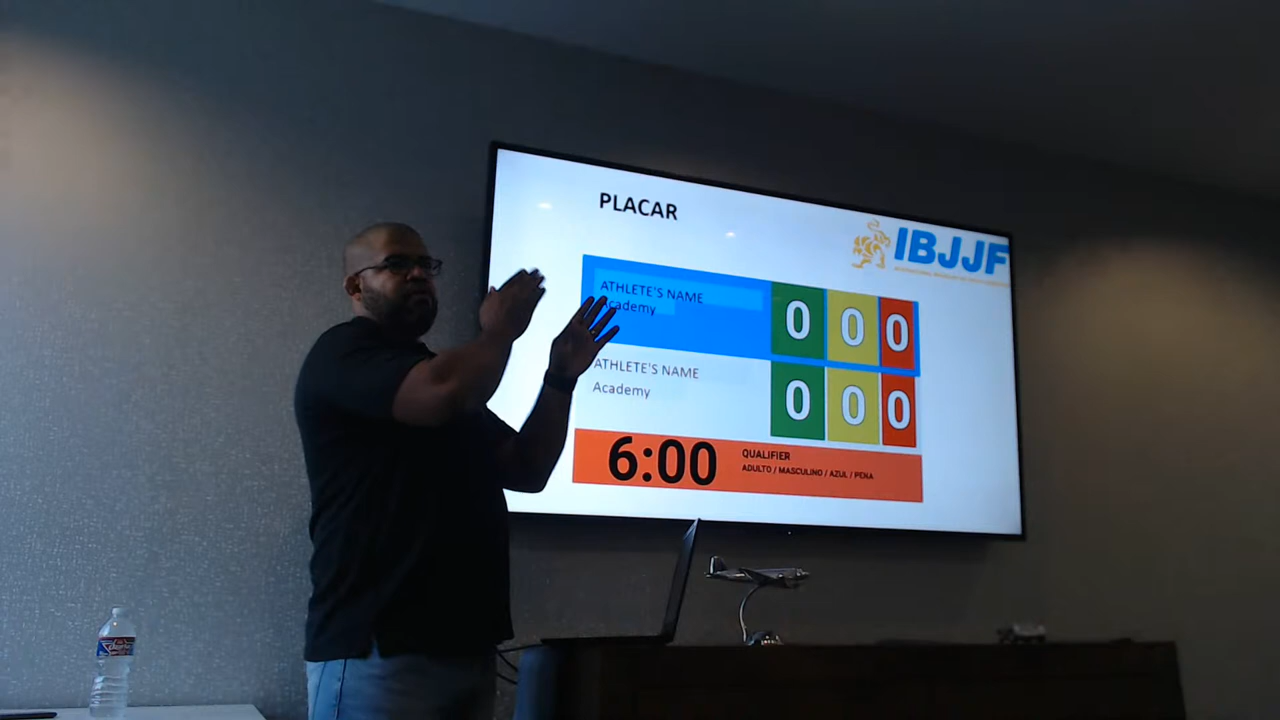 PLACAR
IBJJF
ATHLETE'S NAME
Academy
0 0 0
ATHLETE'S NAME
Academy
0 0 0
6:00
QUALIFIER
ADULTO / MASCULINO / AZUL / PENA